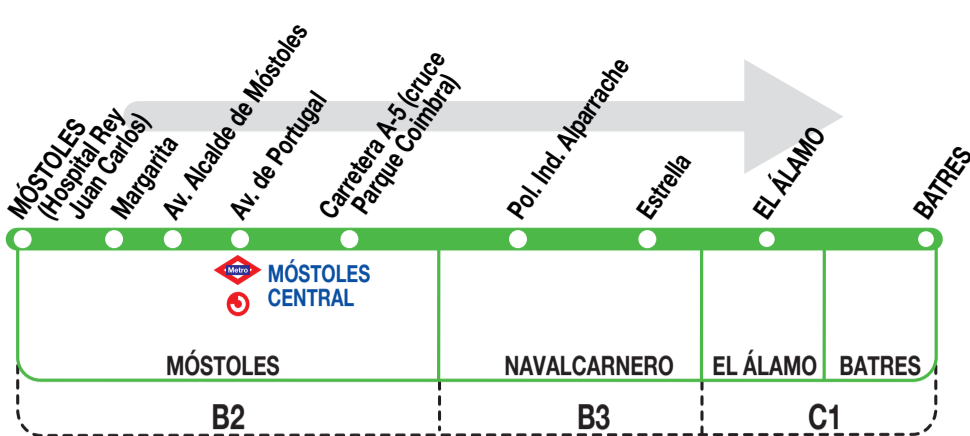 MÓSTOLES
(Hospital Rey
Juan Carlos)
Margarita
Av. Alcalde de Móstoles
Av. de Portugal
Carretera A-5 (cruce
Parque Coimbra)
Pol. Ind. Alparrache
Estrella
EL ÁLAMO
BATRES
Metro
MÓSTOLES
CENTRAL
MÓSTOLES
NAVALCARNERO
EL ÁLAMO
BATRES
B2
B3
C1